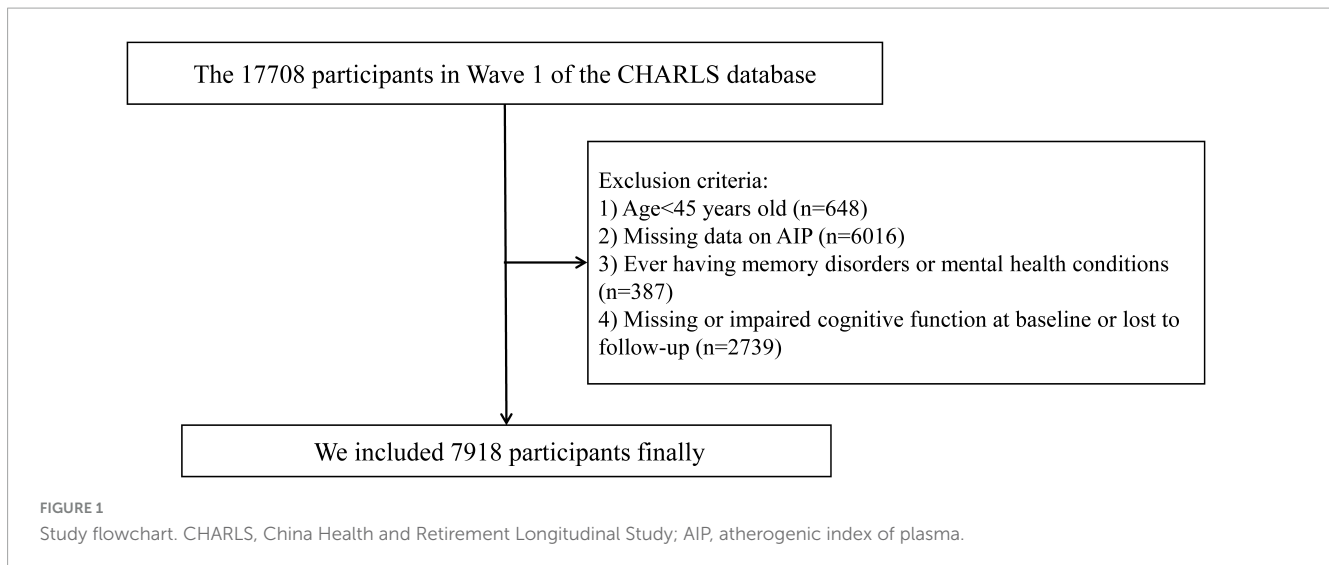 The 17708 participants in Wave 1 of the CHARLS database
Exclusion criteria:
1) Age<45 years old (n=648)
2) Missing data on AIP (n=6016)
3) Ever having memory disorders or mental health conditions
(n=387)
4) Missing or impaired cognitive function at baseline or lost to
follow-up (n=2739)
We included 7918 participants finally
FIGURE 1
Study flowchart. CHARLS, China Health and Retirement Longitudinal Study; AIP, atherogenic index of plasma.